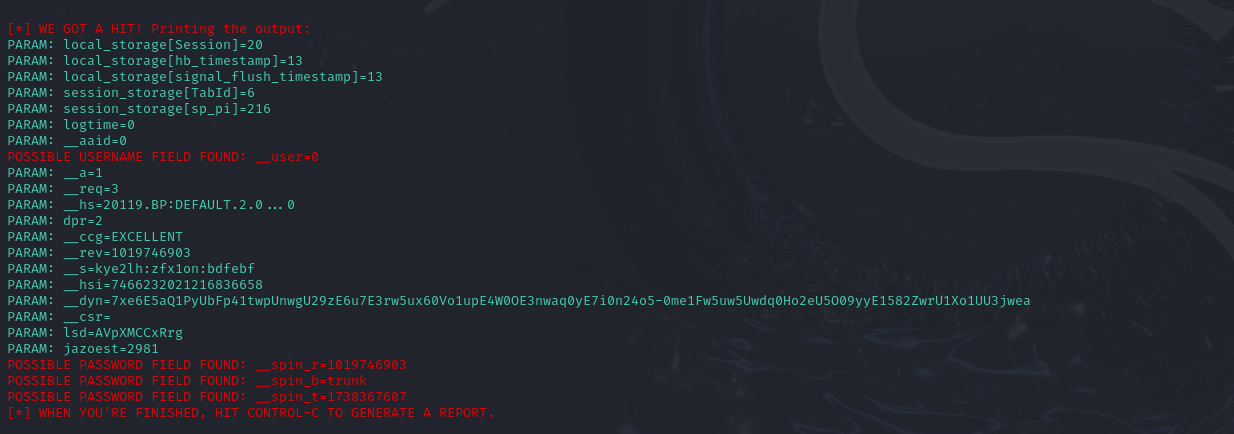 [*] WE GOT A HIT! Printing the output:
PARAM: local_storage[Session]=20
PARAM: local_storage[hb_timestamp]=13
PARAM: local_storage[signal_flush_timestamp]=13
PARAM: session_storage[TabId]=6
PARAM: session_storage[sp_pi]=216
PARAM: logtime=0
PARAM: __aaid=0
POSSIBLE USERNAME FIELD FOUND: __user=0
PARAM: __a=1
PARAM: __req=3
PARAM: __hs=20119.BP:DEFAULT.2.0...0
PARAM: dpr=2
PARAM: __ccg=EXCELLENT
PARAM: __rev=1019746903
PARAM: __s=kye2lh:zfx1on:bdfebf
PARAM: __hsi=7466232021216836658
PARAM: __dyn=7xe6E5aQ1PyUbFp41twpUnwgU29zE6u7E3rw5ux60Vo1upE4W0OE3nwaq0yE7i0n24o5-0me1Fw5uw5Uwdq0Ho2eU5O09yyE1582ZwrU1Xo1UU3jwea
PARAM: __csr=
PARAM: lsd=AVpXMCCxRrg
PARAM: jazoest=2981
POSSIBLE PASSWORD FIELD FOUND: __spin_r=1019746903
POSSIBLE PASSWORD FIELD FOUND: __spin_b=trunk
POSSIBLE PASSWORD FIELD FOUND: __spin_t=1738367607
[*] WHEN YOU'RE FINISHED, HIT CONTROL-C TO GENERATE A REPORT.